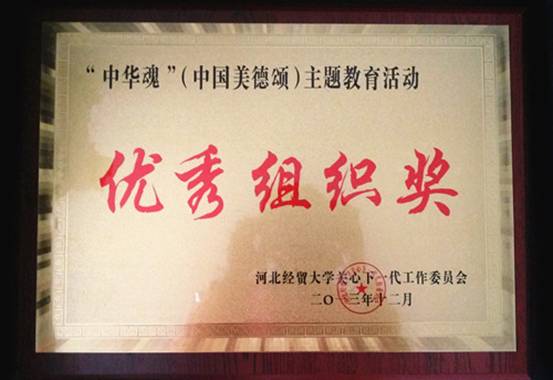 “中华魂”(中国美德颂)主题教育活动
优秀组织奖
河北经贸大学关心下一代工作委员会
二〇一三年十二月